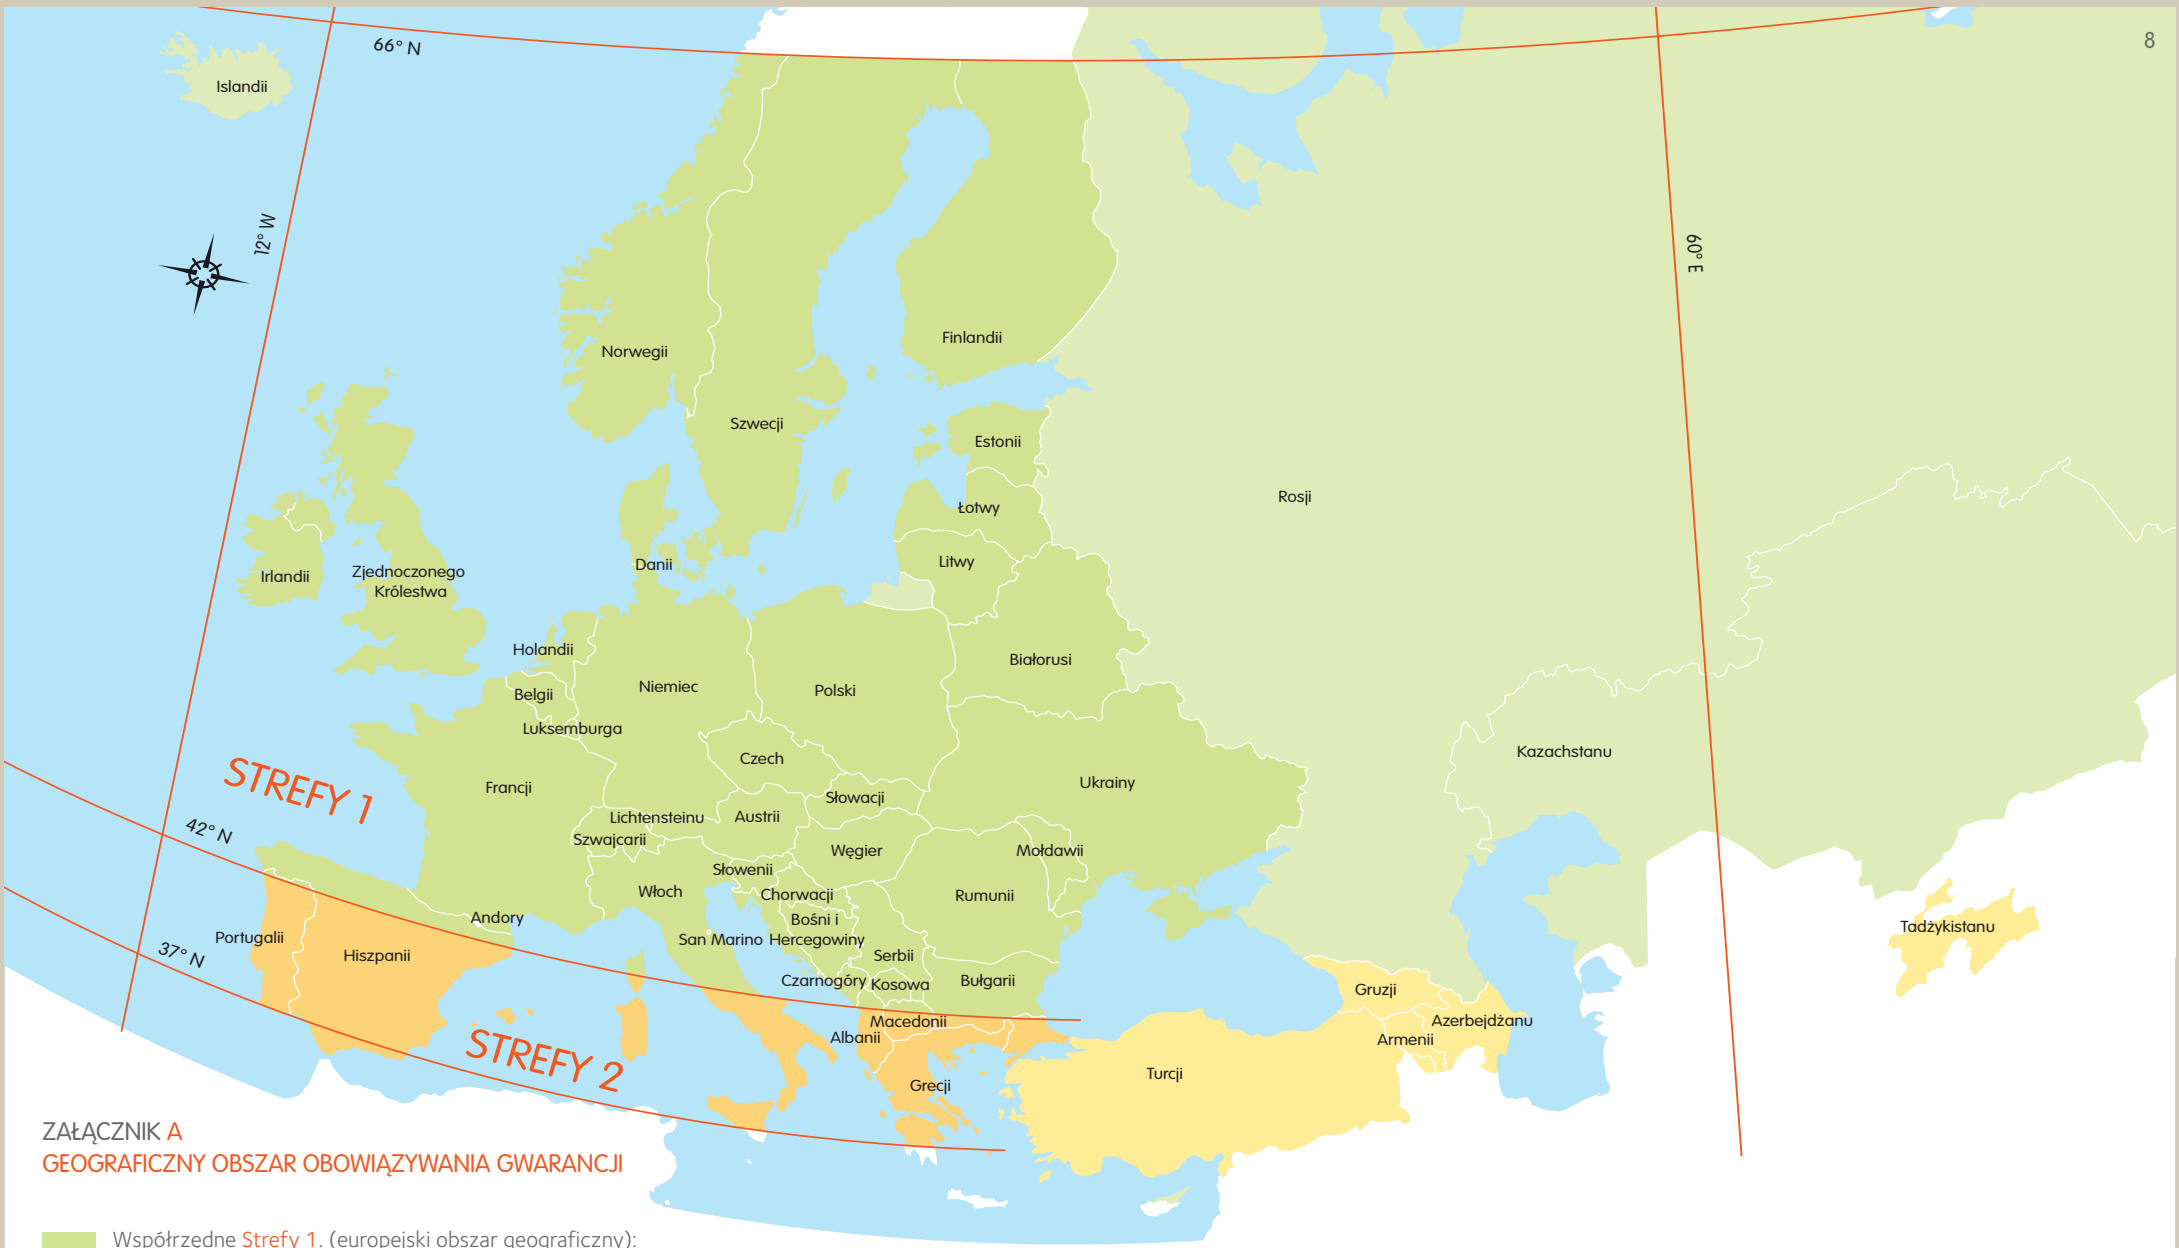 8
66° N
Islandii
12° W
60° E
Finlandii
Norwegii
Szwecji
Estonii
Rosji
Łotwy
Litwy
Danii
Irlandii
Zjednoczonego
Królestwa
Holandii
Białorusi
Niemiec
Polski
Belgii
Luksemburga
Kazachstanu
Czech
Ukrainy
Francji
STREFY 1
Słowacji
Lichtensteinu
Austrii
42° N
Szwajcarii
Węgier
Mołdawii
Słowenii
Włoch
Chorwacji
Rumunii
Andory
Bośni i
Hercegowiny
Tadżykistanu
Portugalii
San Marino
37° N
Hiszpanii
Serbii
Czarnogóry
Kosowa
Bułgarii
Gruzji
Macedonii
Azerbejdżanu
Albanii
Armenii
STREFY 2
Turcji
Grecji
ZAŁĄCZNIK A
GEOGRAFICZNY OBSZAR OBOWIĄZYWANIA GWARANCJI
Współrzędne Strefy 1. (europejski obszar geograficzny):